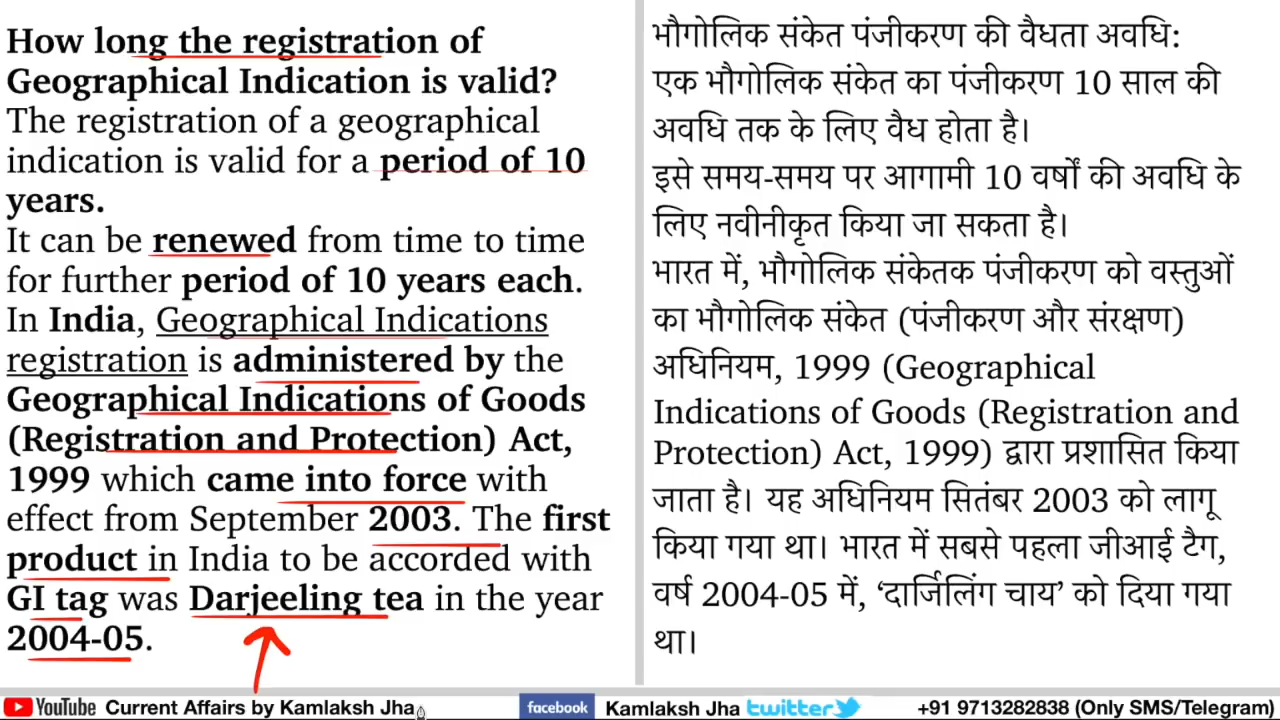 How long the registration of
Geographical Indication is valid?
The registration of a geographical
indication is valid for a period of 10
years.
It can be renewed from time to time
for further period of 10 years each.
In India, Geographical Indications
registration is administered by the
Geographical Indications of Goods
(Registration and Protection) Act,
1999 which came into force with
effect from September 2003. The first
product in India to be accorded with
GI tag was Darjeeling tea in the year
2004-05.
भौगोलिक संकेत पंजीकरण की वैधता अवधि:
एक भौगोलिक संकेत का पंजीकरण 10 साल की
अवधि तक के लिए वैध होता है।
इसे समय-समय पर आगामी 10 वर्षों की अवधि के
लिए नवीनीकृत किया जा सकता है।
भारत में, भौगोलिक संकेतक पंजीकरण को वस्तुओं
का भौगोलिक संकेत (पंजीकरण और संरक्षण)
अधिनियम, 1999 (Geographical
Indications of Goods (Registration and
Protection) Act, 1999) द्वारा प्रशासित किया
जाता है। यह अधिनियम सितंबर 2003 को लागू
किया गया था। भारत में सबसे पहला जीआई टैग,
वर्ष 2004-05 में, ‘दार्जिलिंग चाय’ को दिया गया
था।
YouTube Current Affairs by Kamlaksh Jha facebook Kamlaksh Jha twitter +91 9713282838 (Only SMS/Telegram)